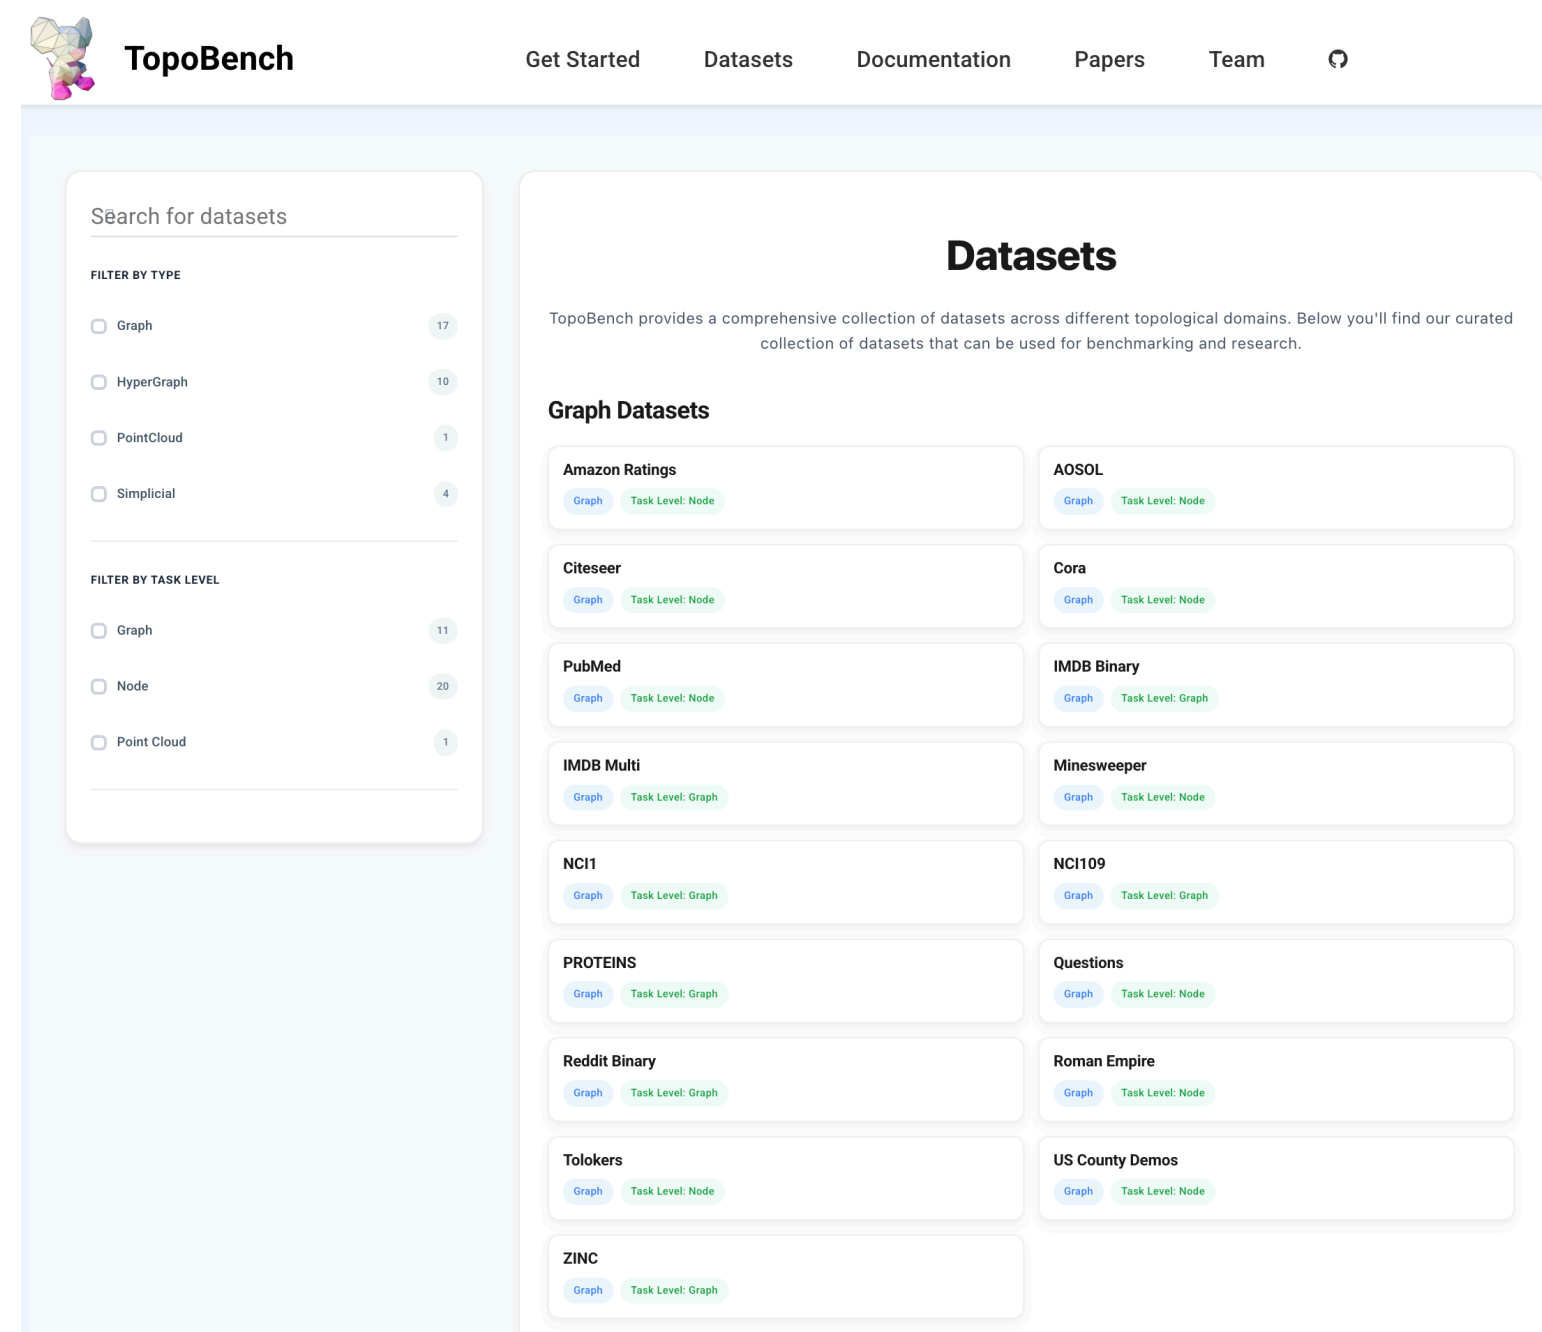 TopoBench
Get Started
Datasets
Documentation
Papers
Team
Search for datasets
FILTER BY TYPE
Graph 17
HyperGraph 10
PointCloud 1
Simplicial 4
FILTER BY TASK LEVEL
Graph 11
Node 20
Point Cloud 1
Datasets
TopoBench provides a comprehensive collection of datasets across different topological domains. Below you'll find our curated
collection of datasets that can be used for benchmarking and research.
Graph Datasets
Amazon Ratings
Graph Task Level: Node
AOSOL
Graph Task Level: Node
Citeseer
Graph Task Level: Node
Cora
Graph Task Level: Node
PubMed
Graph Task Level: Node
IMDB Binary
Graph Task Level: Graph
IMDB Multi
Graph Task Level: Graph
Minesweeper
Graph Task Level: Node
NCI1
Graph Task Level: Graph
NCI109
Graph Task Level: Graph
PROTEINS
Graph Task Level: Graph
Questions
Graph Task Level: Node
Reddit Binary
Graph Task Level: Graph
Roman Empire
Graph Task Level: Node
Tolokers
Graph Task Level: Node
US County Demos
Graph Task Level: Node
ZINC
Graph Task Level: Graph